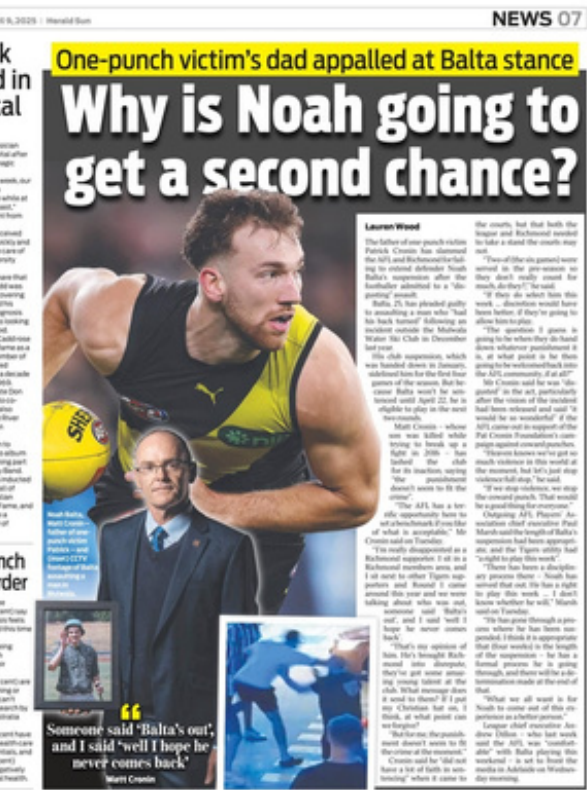 9, 2025 | Herald Sun
NEWS 07
One-punch victim's dad appalled at Balta stance
Why is Noah going to
get a second chance?
Lauren Wood
The father of one-punch victim
Patrick Cronin has slammed
the AFL and Richmond for fail-
ing to extend defender Noah
Balta's suspension after the
footballer admitted to a "dis-
gusting" assault.
Balta, 25, has pleaded guilty
to assaulting a man who "had
his back turned" following an
incident outside the Mulwala
Water Ski Club in December
last year.
His club suspension, which
was handed down in January,
sidelined him for the first four
games of the season. But be-
cause Balta won't be sen-
tenced until April 22, he is
eligible to play in the next
two rounds.
Matt Cronin – whose
son was killed while
trying to break up a
fight in 2016 – has
lashed the club
for its inaction, saying
"the punishment
doesn't seem to fit the
crime".
"The AFL has a ter-
rific opportunity here to
set a benchmark if you like
of what is acceptable," Mr
Cronin said on Tuesday.
"I'm really disappointed as a
Richmond supporter. I sit in a
Richmond members area, and
I sit next to other Tigers sup-
porters and Round 1 came
around this year and we were
talking about who was out,
someone said 'Balta's
out', and I said 'well I
hope he never comes
back'.
"That's my opinion of
him. He's brought Rich-
mond into disrepute,
they've got some amaz-
ing young talent at the
club. What message does
it send to them? If I put
my Christian hat on, I
think, at what point can
we forgive?
"But for me, the punish-
ment doesn't seem to fit
the crime at the moment."
Cronin said he "did not
have a lot of faith in sen-
tencing" when it came to
the courts, but that both the
league and Richmond needed
to take a stand the courts may
not.
"Two of (the six games) were
served in the pre-season so
they don't really count for
much, do they?," he said.
"If they do select him this
week … discretion would have
been better, if they're going to
allow him to play.
"The question I guess is
going to be when they do hand
down whatever punishment it
is, at what point is he then
going to be welcomed back into
the AFL community, if at all?"
Mr Cronin said he was "dis-
gusted" in the act, particularly
after the vision of the incident
had been released and said "it
would be so wonderful" if the
AFL came out in support of the
Pat Cronin Foundation's cam-
paign against coward punches.
"Heaven knows we've got so
much violence in this world at
the moment, but let's just stop
violence full stop," he said.
"If we stop violence, we stop
the coward punch. That would
be a good thing for everyone."
Outgoing AFL Players' As-
sociation chief executive Paul
Marsh said the length of Balta's
suspension had been appropri-
ate, and the Tigers utility had
"a right to play this week".
"There has been a disciplin-
ary process there – Noah has
served that out. He has a right
to play this week … I don't
know whether he will," Marsh
said on Tuesday.
"He has gone through a pro-
cess where he has been sus-
pended. I think it is appropriate
that (four weeks) is the length
of the suspension – he has a
formal process he is going
through, and there will be a de-
termination made at the end of
that.
"What we all want is for
Noah to come out of this ex-
perience as a better person."
League chief executive An-
drew Dillon – who last week
said the AFL was "comfort-
able" with Balta playing this
weekend – is set to front the
media in Adelaide on Wednes-
day morning.
SHER
Noah Balta,
Matt Cronin –
father of one-
punch victim
Patrick – and
(inset) CCTV
footage of Balta
assaulting a
man in
Mulwala.
Someone said 'Balta's out',
and I said 'well I hope he
never comes back'
Matt Cronin